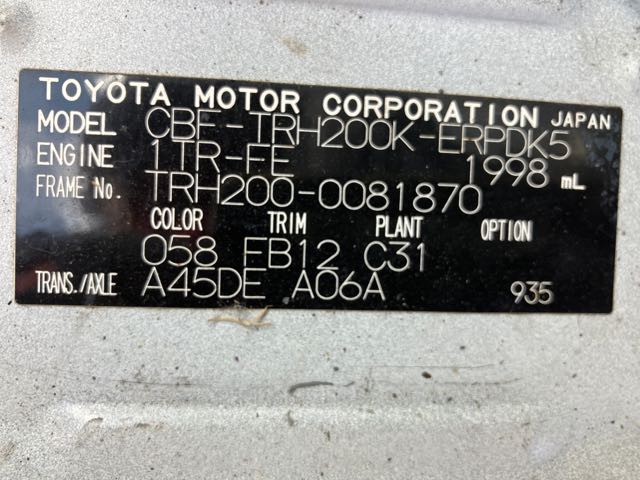 TOYOTA MOTOR CORPORATION JAPAN
MODEL CBF-TRH200K-ERPDK5
ENGINE 1TR-FE 1998 mL
FRAME No. TRH200-0081870
COLOR TRIM PLANT OPTION
058 FB12 C31
TRANS./AXLE A45DE A06A 935